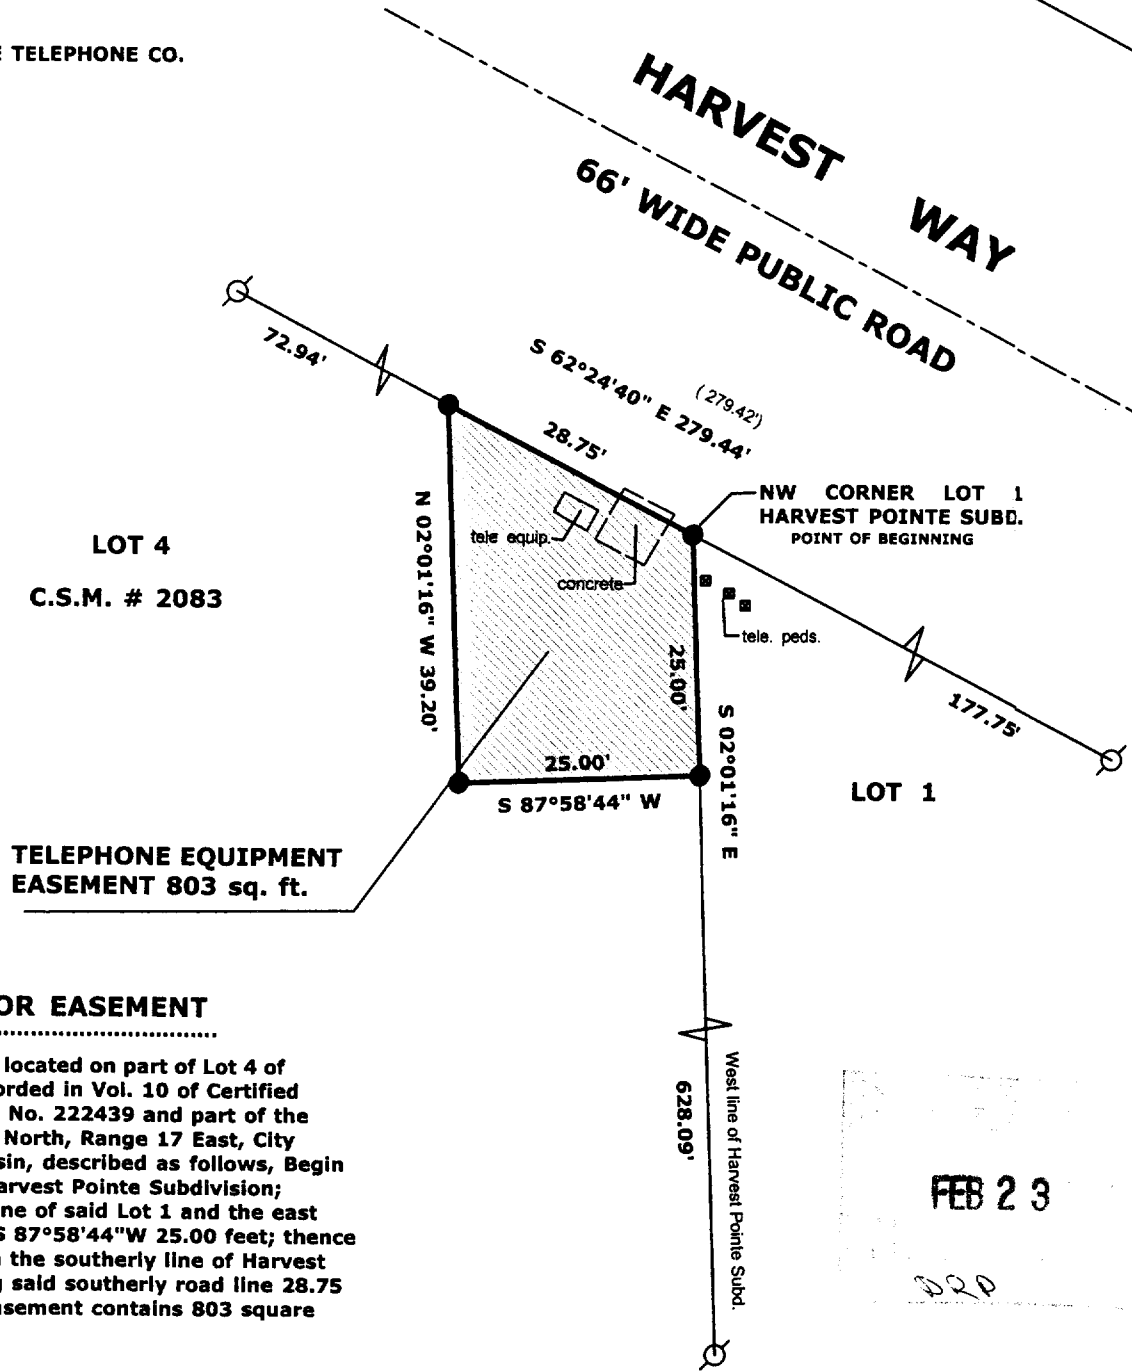 TELEPHONE CO.
HARVEST WAY
66' WIDE PUBLIC ROAD
72.94'
S 62°24'40" E 279.44'
( 279.42')
28.75'
NW CORNER LOT 1
HARVEST POINTE SUBD.
POINT OF BEGINNING
LOT 4
C.S.M. # 2083
N 02°01'16" W 39.20'
tele equip.
concrete
tele. peds.
25.00'
S 02°01'16" E
177.75'
25.00'
S 87°58'44" W
LOT 1
TELEPHONE EQUIPMENT
EASEMENT 803 sq. ft.
OR EASEMENT
located on part of Lot 4 of
orded in Vol. 10 of Certified
No. 222439 and part of the
North, Range 17 East, City
sin, described as follows, Begin
arvest Pointe Subdivision;
ne of said Lot 1 and the east
S 87°58'44"W 25.00 feet; thence
the southerly line of Harvest
said southerly road line 28.75
sement contains 803 square
628.09'
West line of Harvest Pointe Subd.
FEB 23
DRP